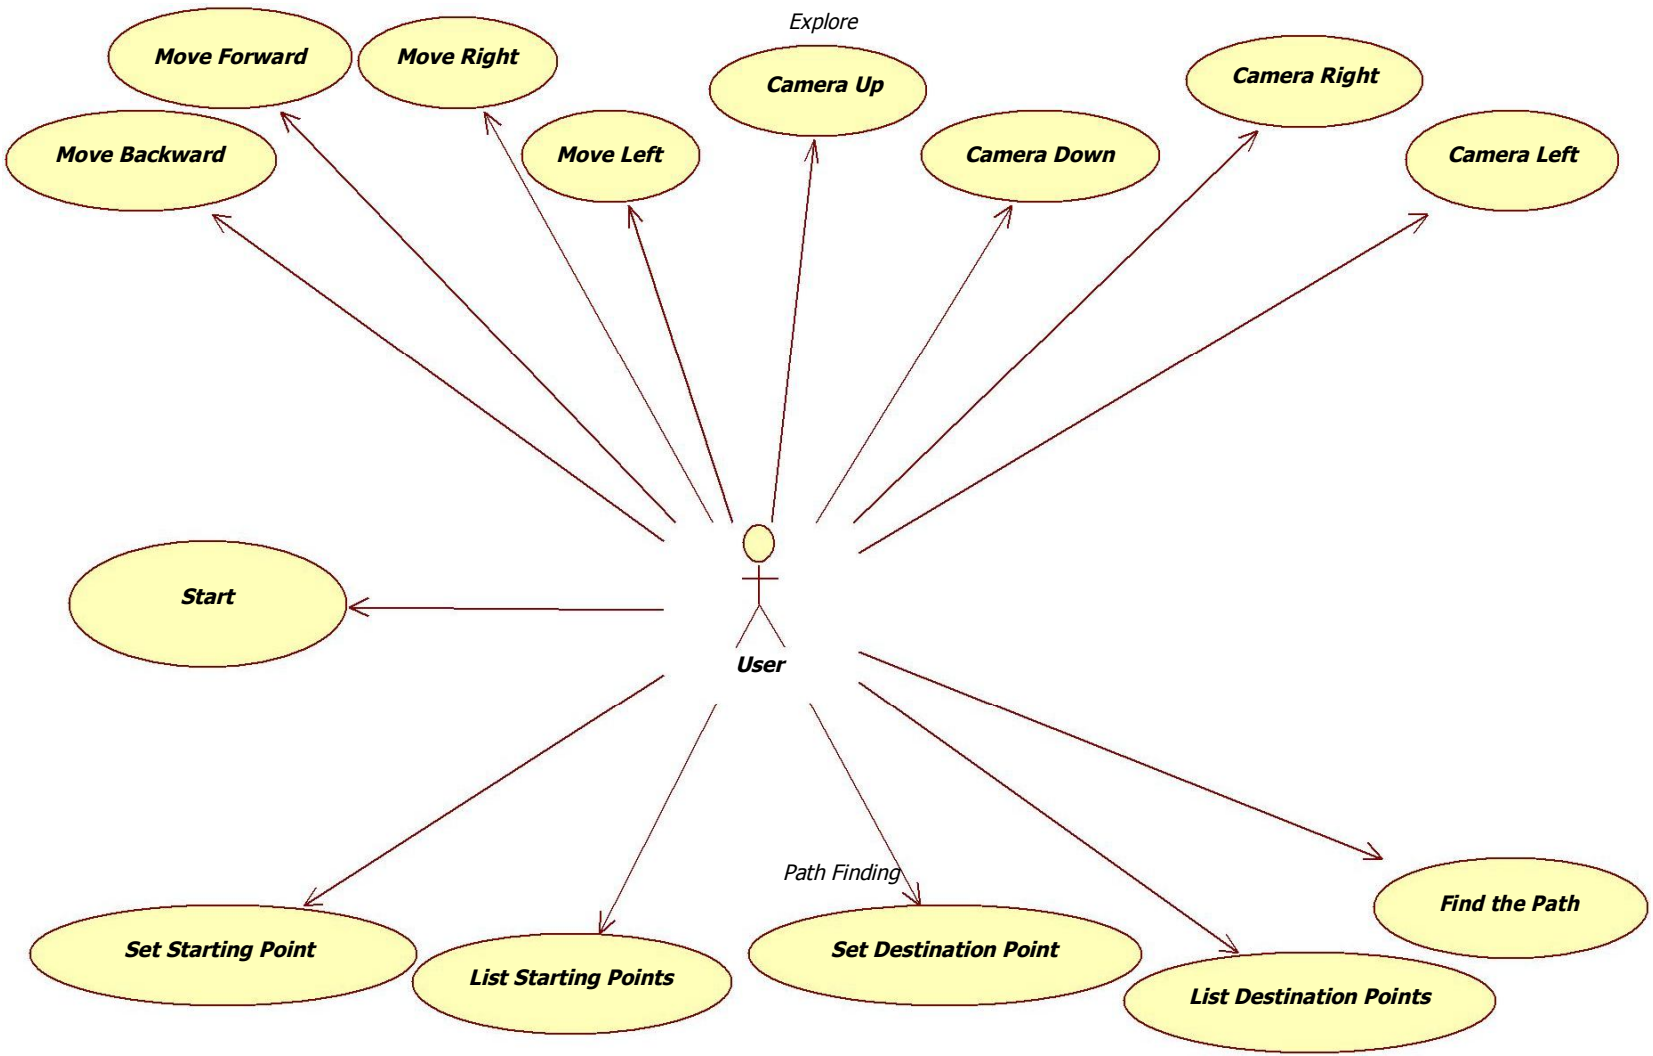 Explore
Move Forward
Move Right
Camera Up
Camera Right
Move Backward
Move Left
Camera Down
Camera Left
Start
User
Path Finding
Find the Path
Set Starting Point
List Starting Points
Set Destination Point
List Destination Points